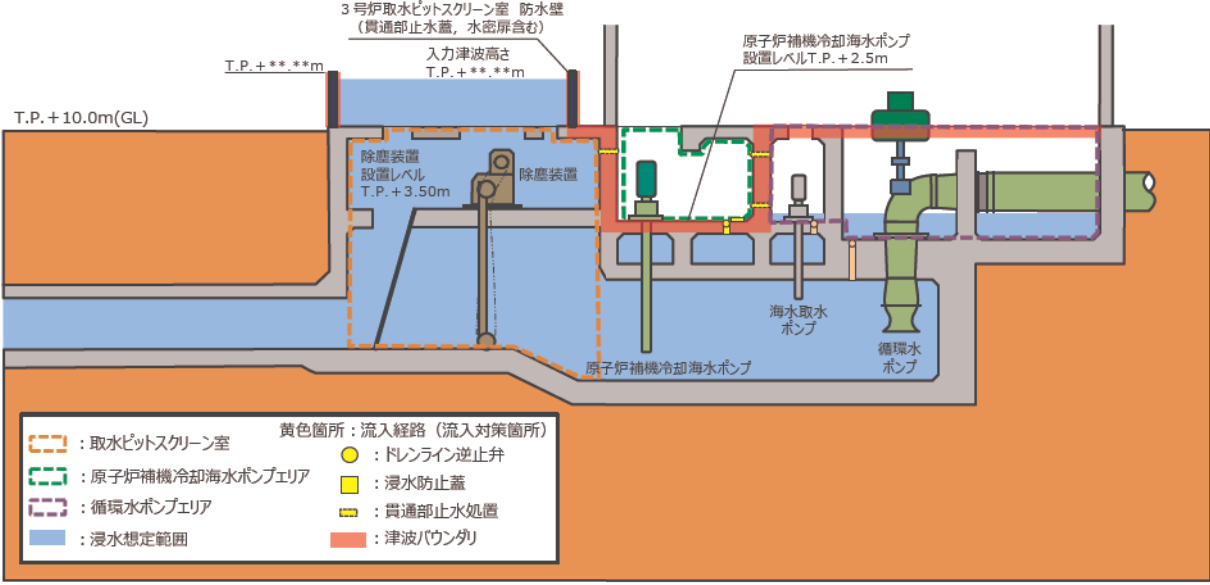 ３号炉取水ピットスクリーン室 防水壁
（貫通部止水蓋，水密扉含む）
入力津波高さ
T.P.＋**.**m
T.P.＋**.**m
原子炉補機冷却海水ポンプ
設置レベルT.P.＋2.5m
T.P.＋10.0m(GL)
除塵装置
設置レベル
T.P.＋3.50m
除塵装置
海水取水
ポンプ
循環水
ポンプ
原子炉補機冷却海水ポンプ
：取水ピットスクリーン室
：原子炉補機冷却海水ポンプエリア
：循環水ポンプエリア
：浸水想定範囲
黄色箇所：流入経路（流入対策箇所）
：ドレンライン逆止弁
：浸水防止蓋
：貫通部止水処置
：津波バウンダリ